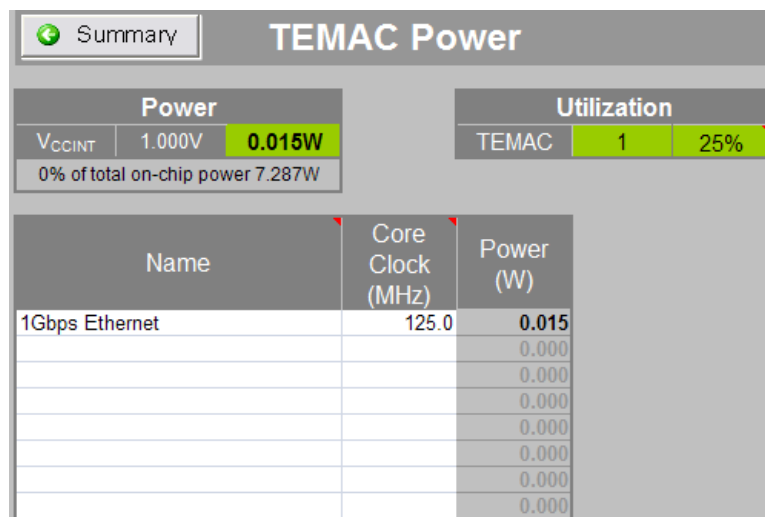 Summary TEMAC Power
Power
VCCINT 1.000V 0.015W
0% of total on-chip power 7.287W
Utilization
TEMAC 1 25%
Name Core Clock (MHz) Power (W)
1Gbps Ethernet 125.0 0.015
0.000
0.000
0.000
0.000
0.000
0.000
0.000